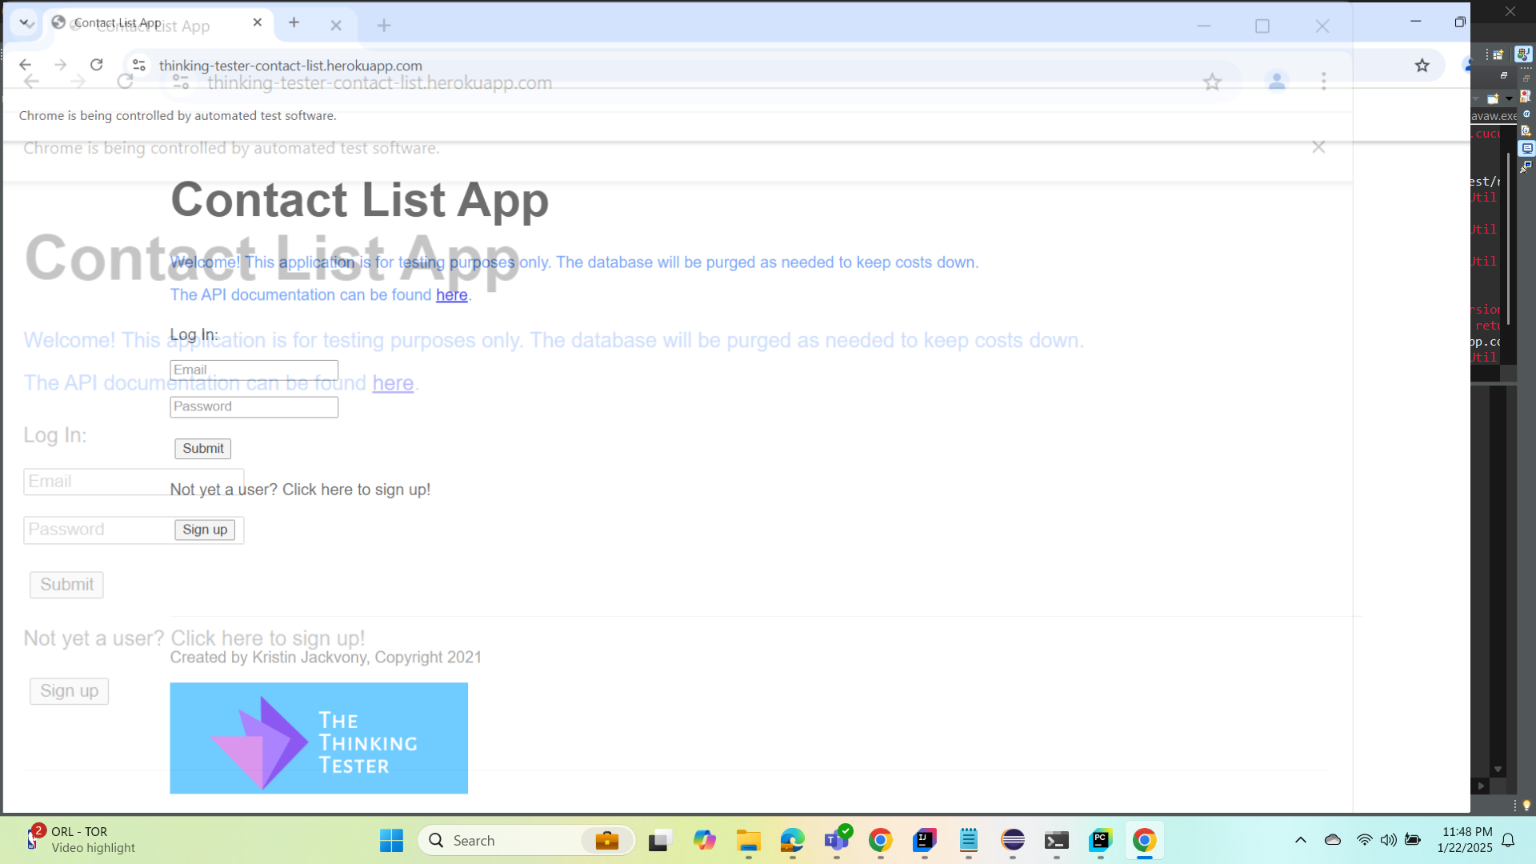 Contact List App
Contact List App
thinking-tester-contact-list.herokuapp.com
thinking-tester-contact-list.herokuapp.com
Chrome is being controlled by automated test software.
Chrome is being controlled by automated test software.
Contact List App
Contact List App
Welcome! This application is for testing purposes only. The database will be purged as needed to keep costs down.
The API documentation can be found here.
Log In:
Welcome! This application is for testing purposes only. The database will be purged as needed to keep costs down.
Email
The API documentation can be found here.
Password
Log In:
Submit
Email
Not yet a user? Click here to sign up!
Password
Sign up
Submit
Not yet a user? Click here to sign up!
Created by Kristin Jackvony, Copyright 2021
Sign up
THE
THINKING
TESTER
javaw.exe
.cucu
est/r
Util
Util
Util
rsion
retu
pp.co
Util
2
ORL - TOR
Video highlight
Search
11:48 PM
1/22/2025